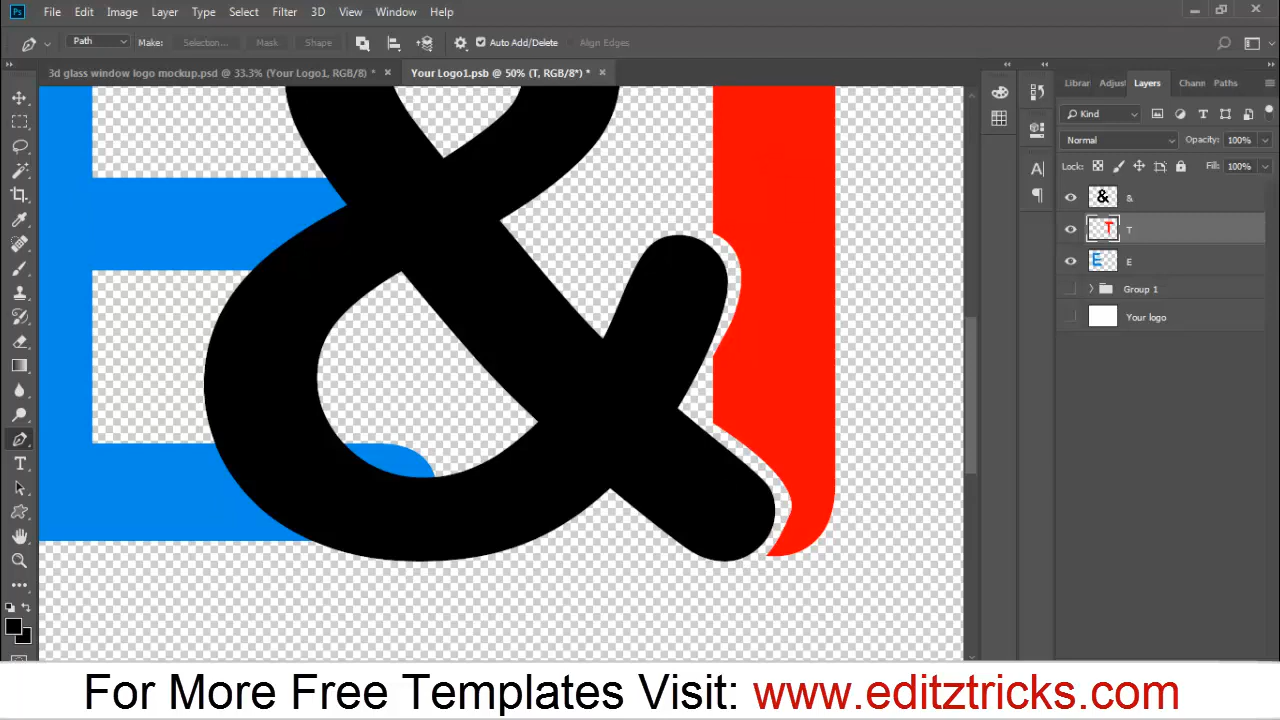 Ps File Edit Image Layer Type Select Filter 3D View Window Help
Path Make: Selection... Mask Shape Auto Add/Delete Align Edges
3d glass window logo mockup.psd @ 33.3% (Your Logo1, RGB/8) * × Your Logo1.psb @ 50% (T, RGB/8*) * ×
Librar Adjust Layers Chann Paths
Kind
Normal Opacity: 100%
Lock: Fill: 100%
& &
T T
E E
Group 1
Your logo
&
For More Free Templates Visit: www.editztricks.com